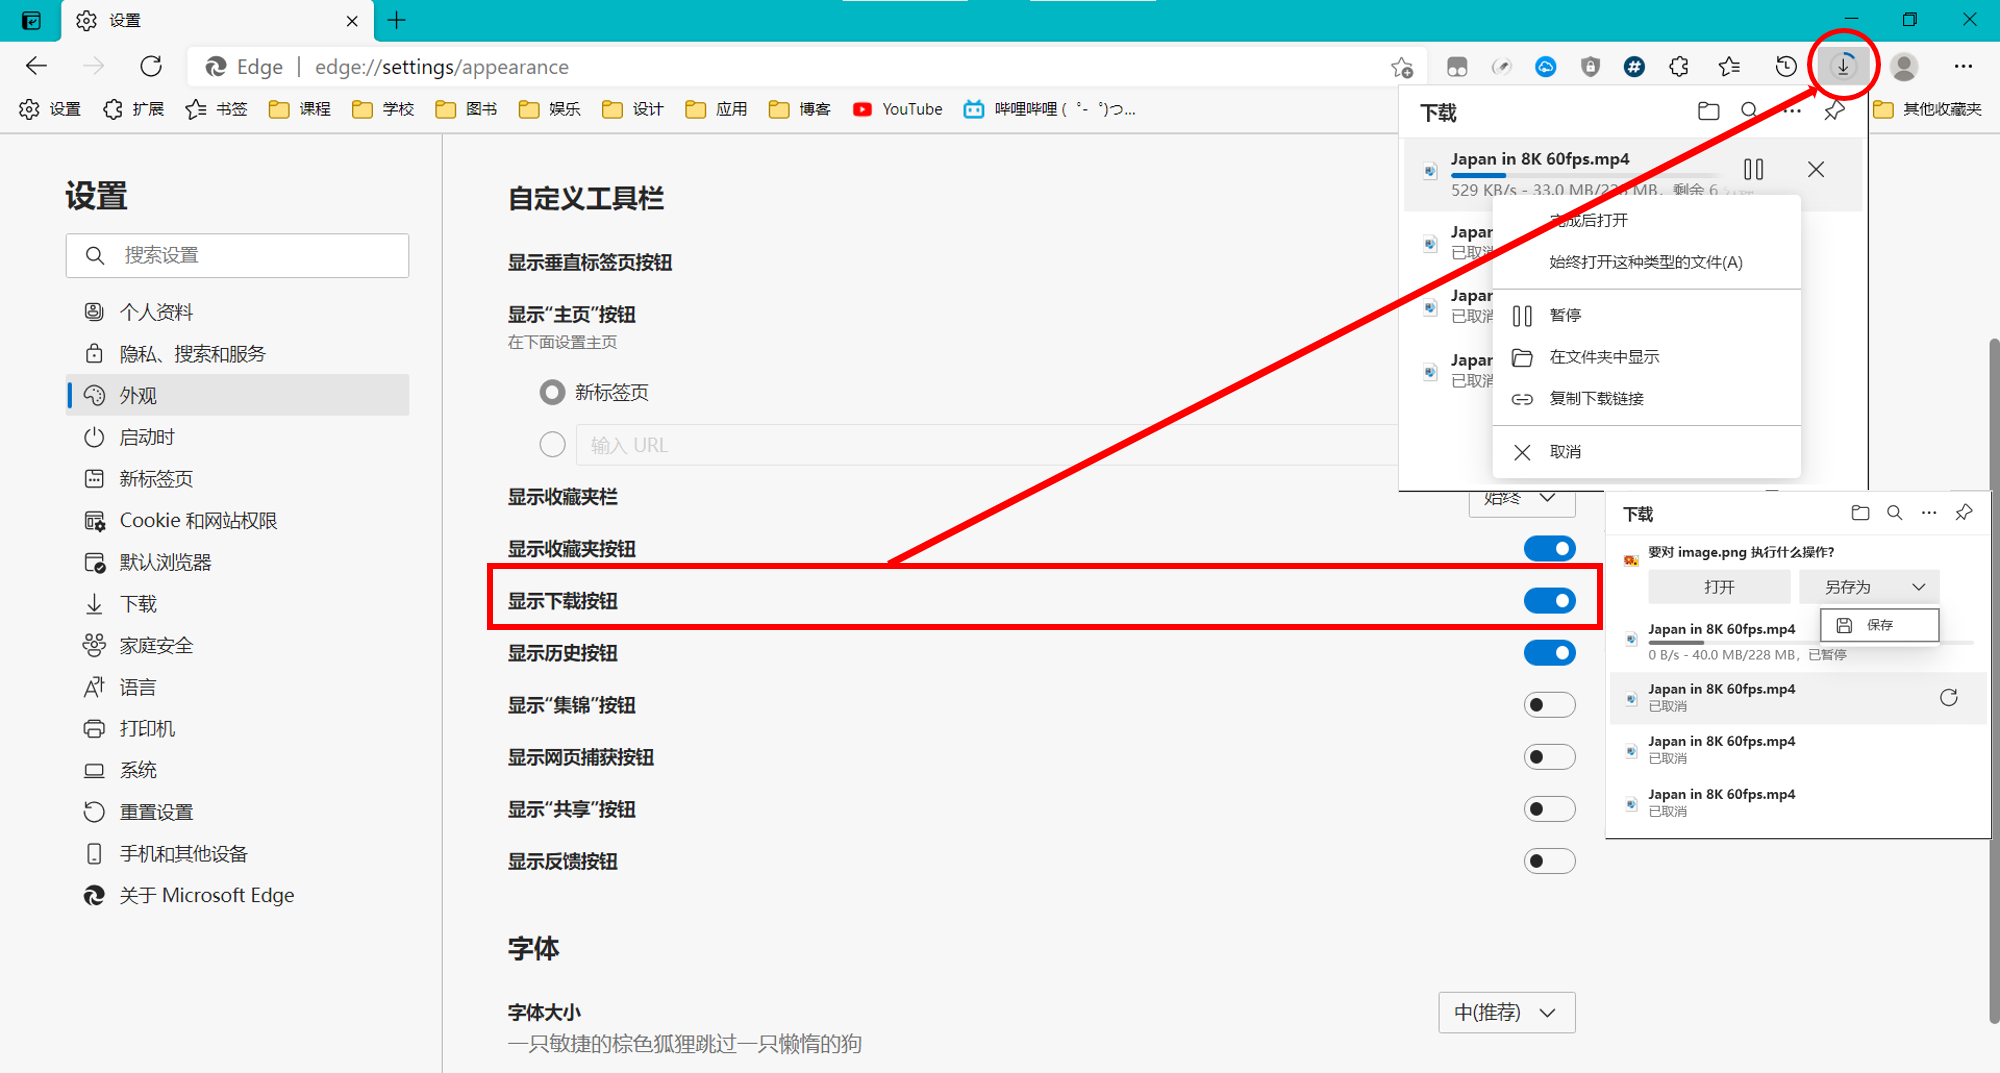 设置
Edge | edge://settings/appearance
设置 扩展 书签 课程 学校 图书 娱乐 设计 应用 博客 YouTube 哔哩哔哩 ( ゜- ゜)つ... 其他收藏夹
设置
搜索设置
个人资料
隐私、搜索和服务
外观
启动时
新标签页
Cookie 和网站权限
默认浏览器
下载
家庭安全
语言
打印机
系统
重置设置
手机和其他设备
关于 Microsoft Edge
自定义工具栏
显示垂直标签页按钮
显示“主页”按钮
在下面设置主页
新标签页
输入 URL
显示收藏夹栏
始终
显示收藏夹按钮
显示下载按钮
显示历史按钮
显示“集锦”按钮
显示网页捕获按钮
显示“共享”按钮
显示反馈按钮
字体
字体大小
中(推荐)
一只敏捷的棕色狐狸跳过一只懒惰的狗
下载
Japan in 8K 60fps.mp4
529 KB/s - 33.0 MB/228 MB, 剩余 6
Japan
已取消
Japan
已取消
Japan
已取消
完成后打开
始终打开这种类型的文件(A)
暂停
在文件夹中显示
复制下载链接
取消
下载
要对 image.png 执行什么操作?
打开 另存为
保存
Japan in 8K 60fps.mp4
0 B/s - 40.0 MB/228 MB, 已暂停
Japan in 8K 60fps.mp4
已取消
Japan in 8K 60fps.mp4
已取消
Japan in 8K 60fps.mp4
已取消